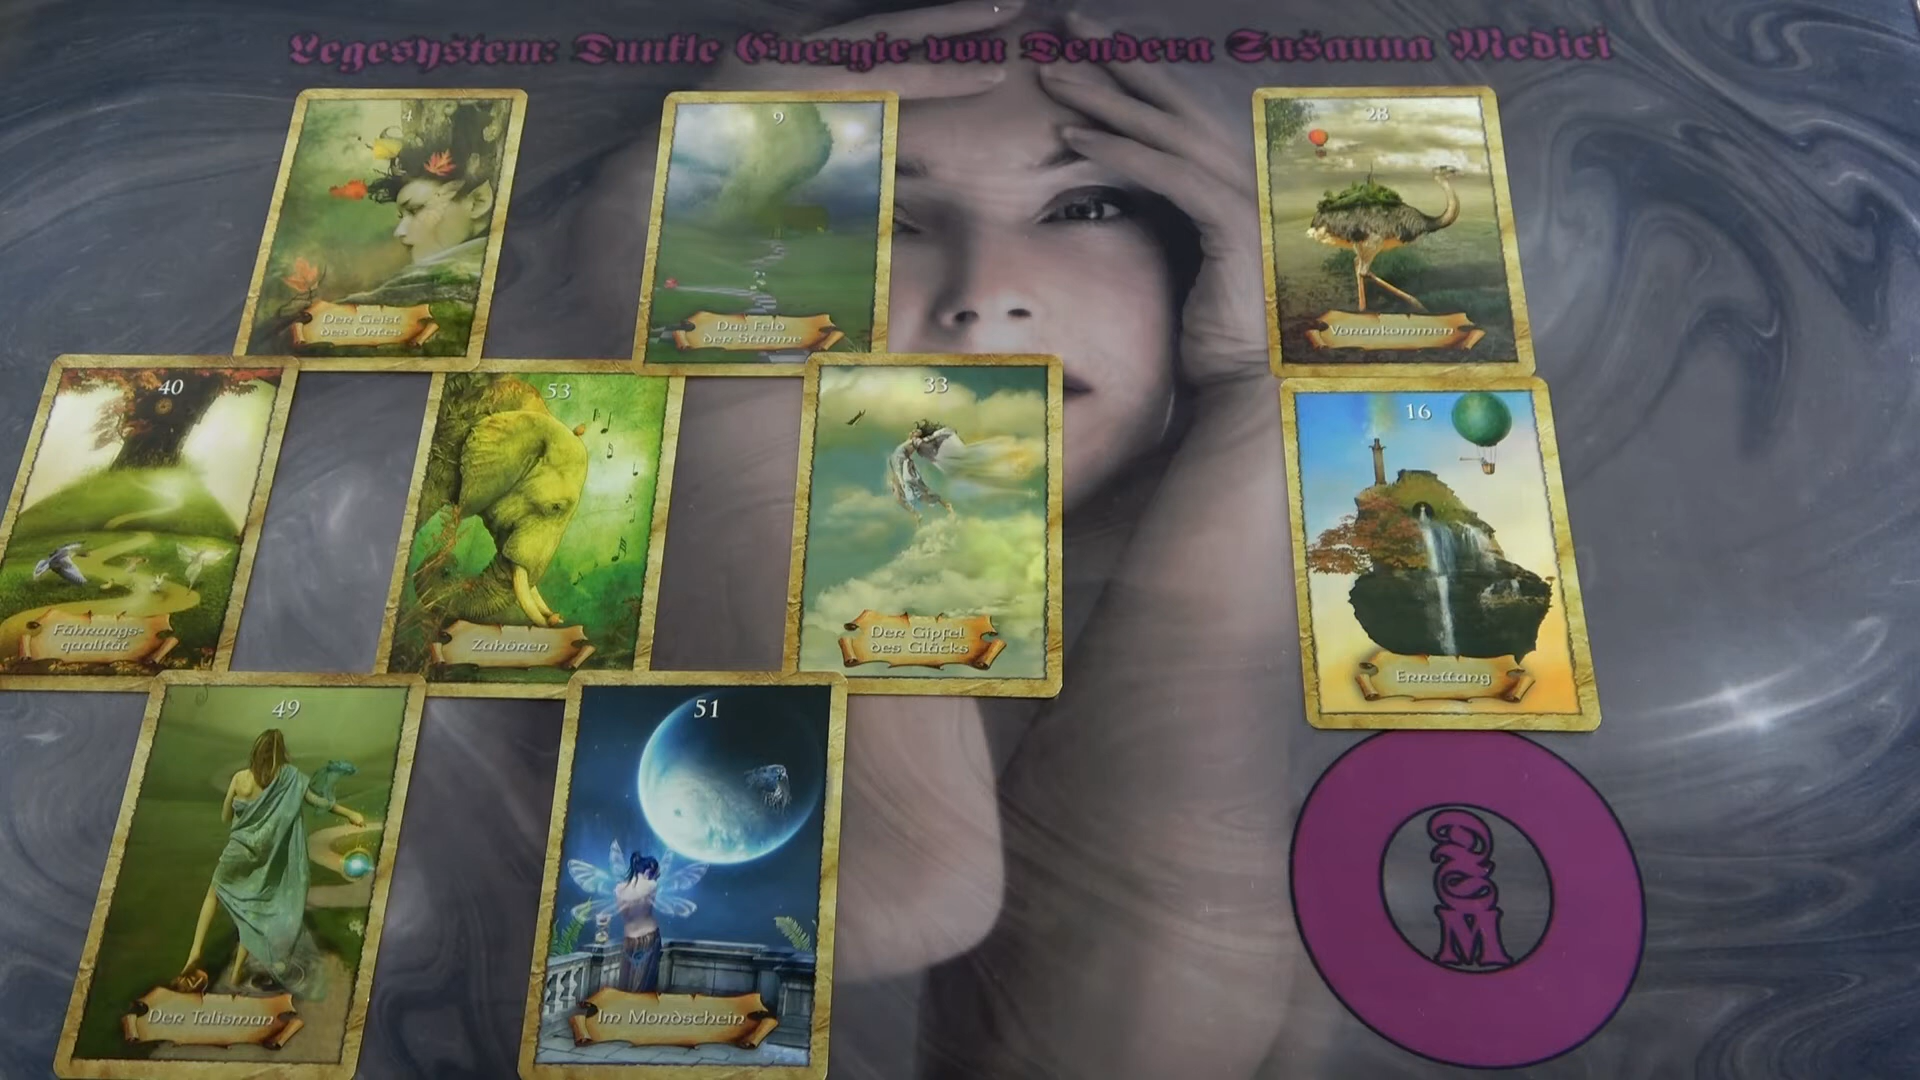 Legesystem: Dunkle Energie von Dendera Susanna Medici
4
Der Geist
des Ortes
9
Das Feld
der Stürme
28
Vorankommen
40
Führungs-
qualität
53
Zuhören
33
Der Gipfel
des Glücks
16
Errettung
49
Der Talisman
51
Im Mondschein
DSM